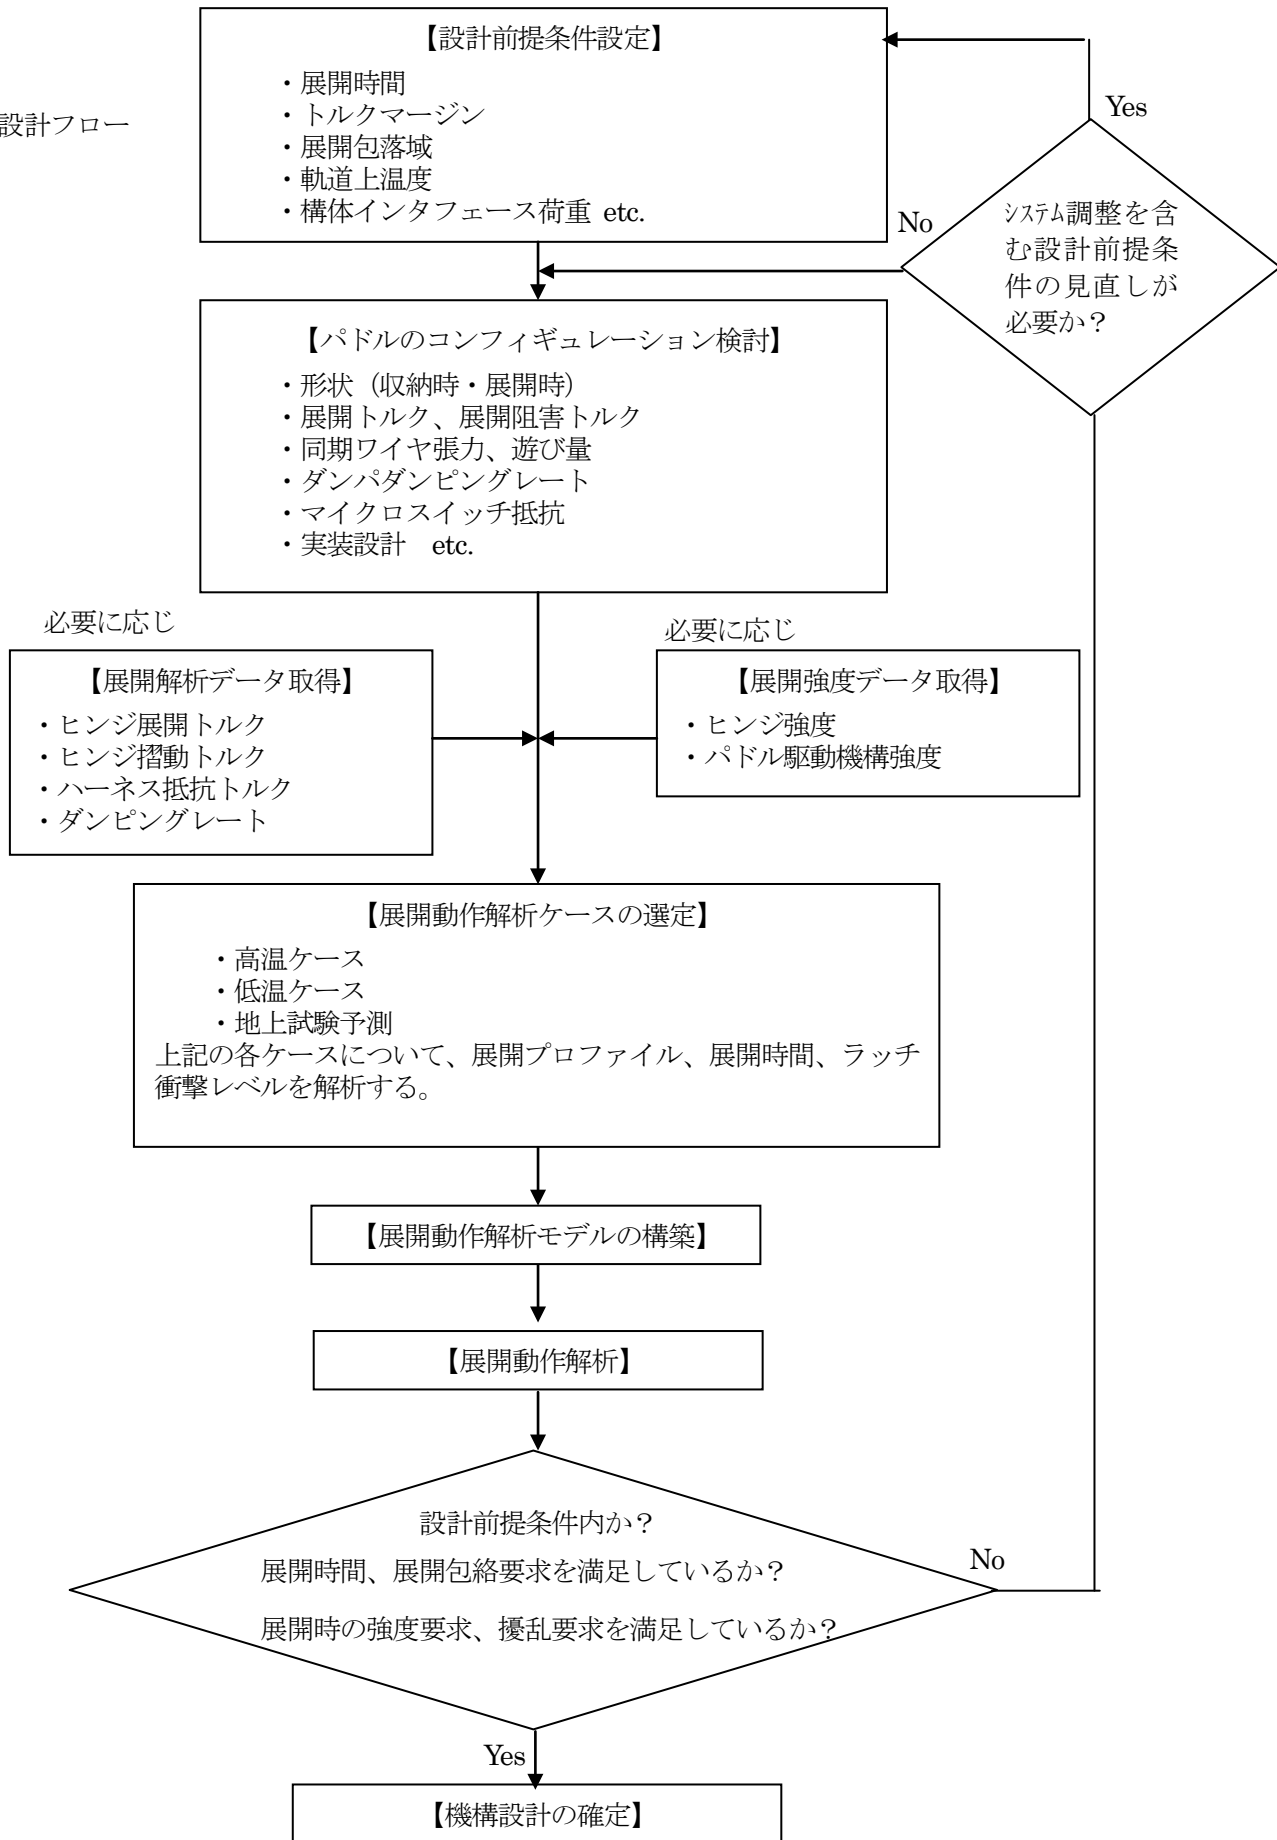 設計フロー
【設計前提条件設定】
・展開時間
・トルクマージン
・展開包落域
・軌道上温度
・構体インタフェース荷重 etc.
Yes
No
システム調整を含
む設計前提条
件の見直しが
必要か？
【パドルのコンフィギュレーション検討】
・形状（収納時・展開時）
・展開トルク、展開阻害トルク
・同期ワイヤ張力、遊び量
・ダンパダンピングレート
・マイクロスイッチ抵抗
・実装設計　etc.
必要に応じ
【展開解析データ取得】
・ヒンジ展開トルク
・ヒンジ摺動トルク
・ハーネス抵抗トルク
・ダンピングレート
必要に応じ
【展開強度データ取得】
・ヒンジ強度
・パドル駆動機構強度
【展開動作解析ケースの選定】
・高温ケース
・低温ケース
・地上試験予測
上記の各ケースについて、展開プロファイル、展開時間、ラッチ
衝撃レベルを解析する。
【展開動作解析モデルの構築】
【展開動作解析】
設計前提条件内か？
展開時間、展開包絡要求を満足しているか？
展開時の強度要求、擾乱要求を満足しているか？
No
Yes
【機構設計の確定】